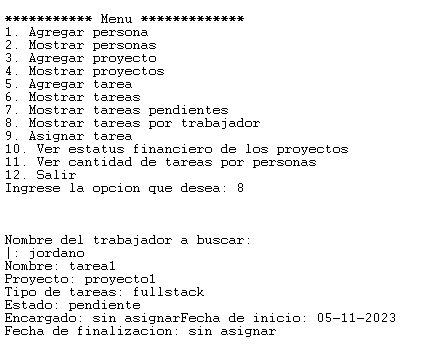 *********** Menu *************
1. Agregar persona
2. Mostrar personas
3. Agregar proyecto
4. Mostrar proyectos
5. Agregar tarea
6. Mostrar tareas
7. Mostrar tareas pendientes
8. Mostrar tareas por trabajador
9. Asignar tarea
10. Ver estatus financiero de los proyectos
11. Ver cantidad de tareas por personas
12. Salir
Ingrese la opcion que desea: 8
Nombre del trabajador a buscar:
|: jordano
Nombre: tarea1
Proyecto: proyecto1
Tipo de tareas: fullstack
Estado: pendiente
Encargado: sin asignarFecha de inicio: 05-11-2023
Fecha de finalizacion: sin asignar